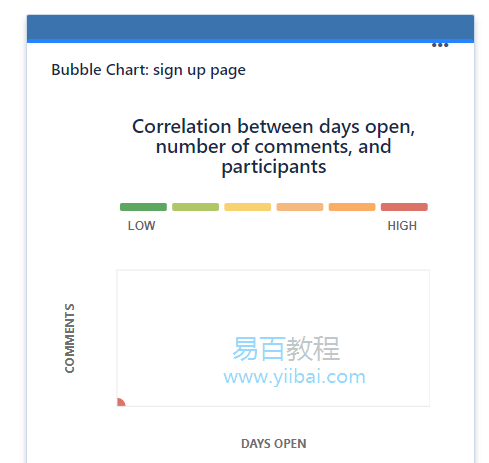 Bubble Chart: sign up page
Correlation between days open,
number of comments, and
participants
LOW
HIGH
COMMENTS
易百教程
www.yiibai.com
DAYS OPEN